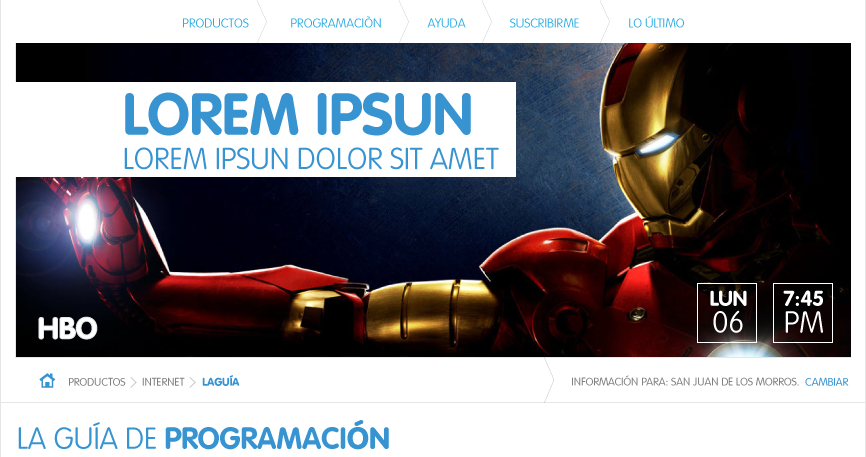 PRODUCTOS PROGRAMACIÒN AYUDA SUSCRIBIRME LO ÚLTIMO
LOREM IPSUN
LOREM IPSUN DOLOR SIT AMET
LUN 7:45
06 PM
HBO
PRODUCTOS INTERNET LAGUÍA INFORMACIÓN PARA: SAN JUAN DE LOS MORROS. CAMBIAR
LA GUÍA DE PROGRAMACIÓN